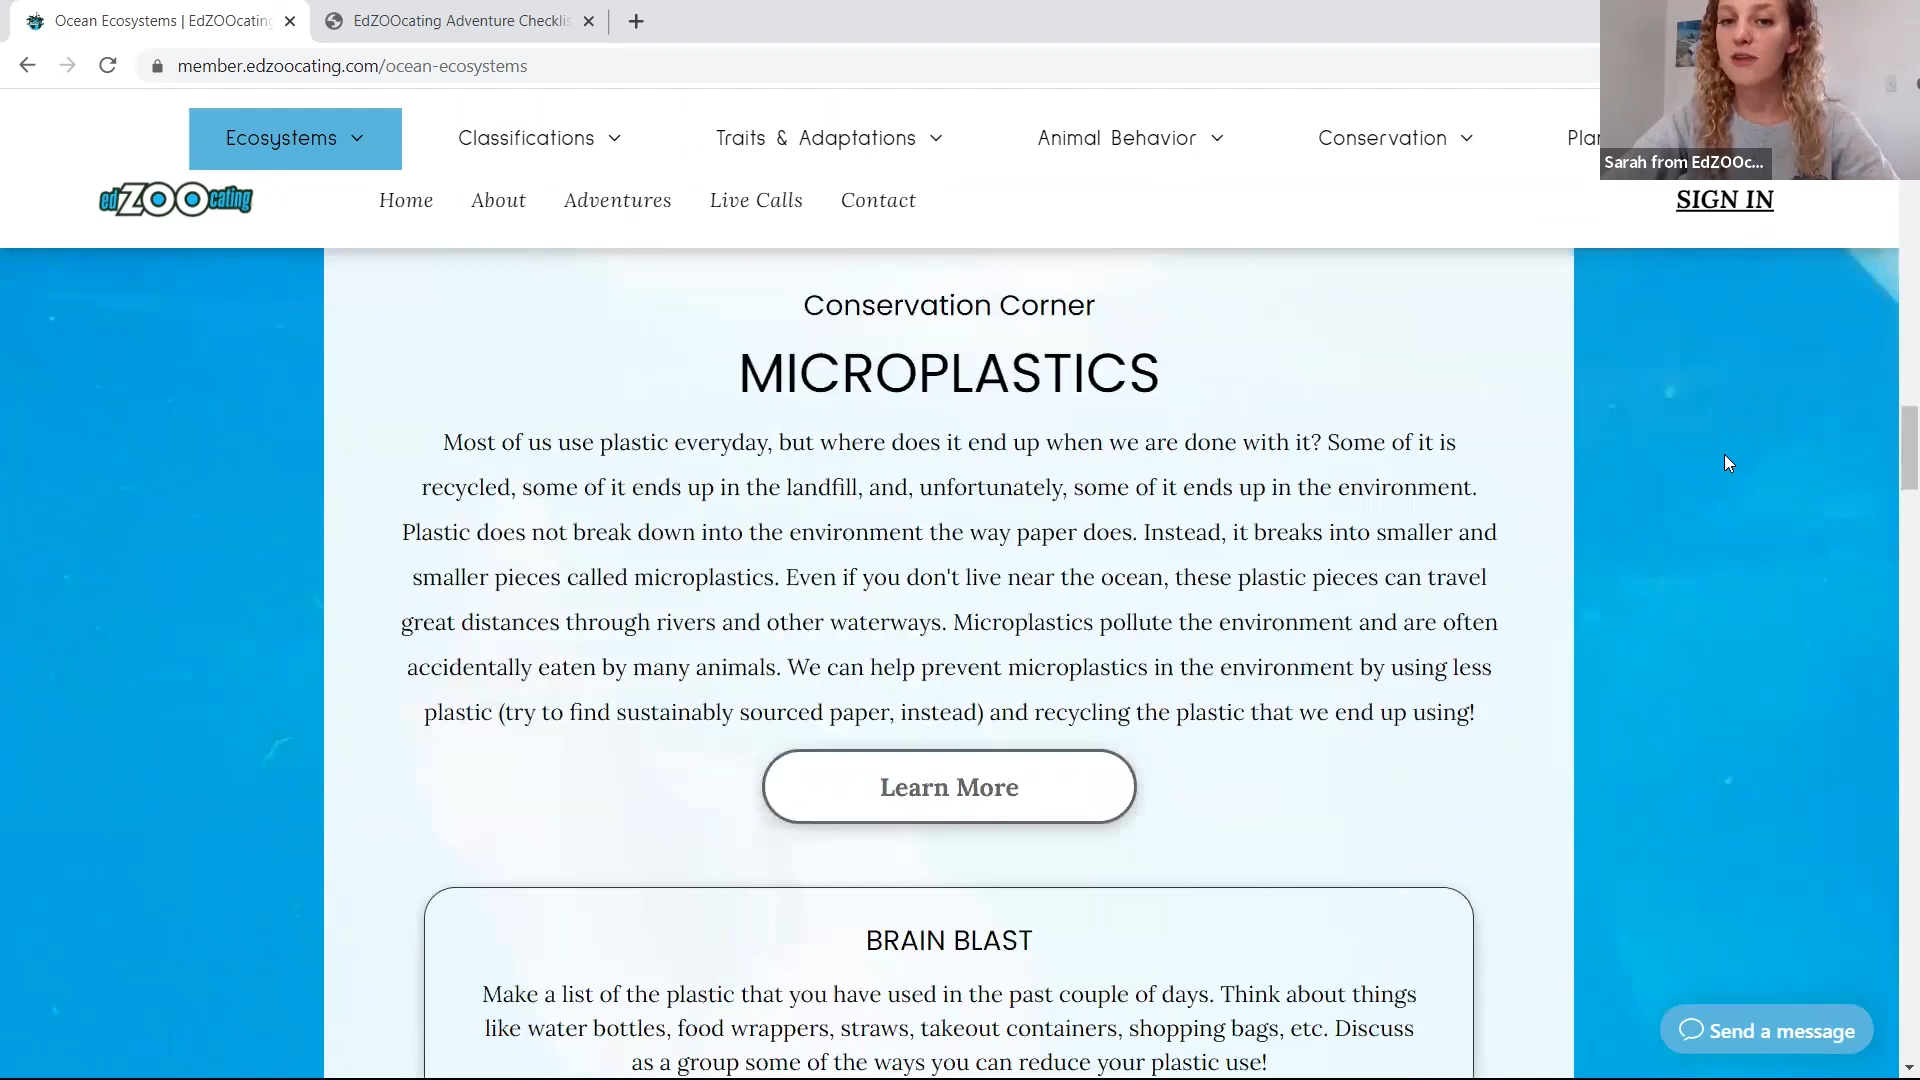 Ocean Ecosystems | EdZOOcating
EdZOOcating Adventure Checklis
member.edzoocating.com/ocean-ecosystems
Ecosystems
Classifications
Traits & Adaptations
Animal Behavior
Conservation
Plan
Sarah from EdZOOc...
edZOOcating
Home
About
Adventures
Live Calls
Contact
SIGN IN
Conservation Corner
MICROPLASTICS
Most of us use plastic everyday, but where does it end up when we are done with it? Some of it is
recycled, some of it ends up in the landfill, and, unfortunately, some of it ends up in the environment.
Plastic does not break down into the environment the way paper does. Instead, it breaks into smaller and
smaller pieces called microplastics. Even if you don't live near the ocean, these plastic pieces can travel
great distances through rivers and other waterways. Microplastics pollute the environment and are often
accidentally eaten by many animals. We can help prevent microplastics in the environment by using less
plastic (try to find sustainably sourced paper, instead) and recycling the plastic that we end up using!
Learn More
BRAIN BLAST
Make a list of the plastic that you have used in the past couple of days. Think about things
like water bottles, food wrappers, straws, takeout containers, shopping bags, etc. Discuss
as a group some of the ways you can reduce your plastic use!
Send a message